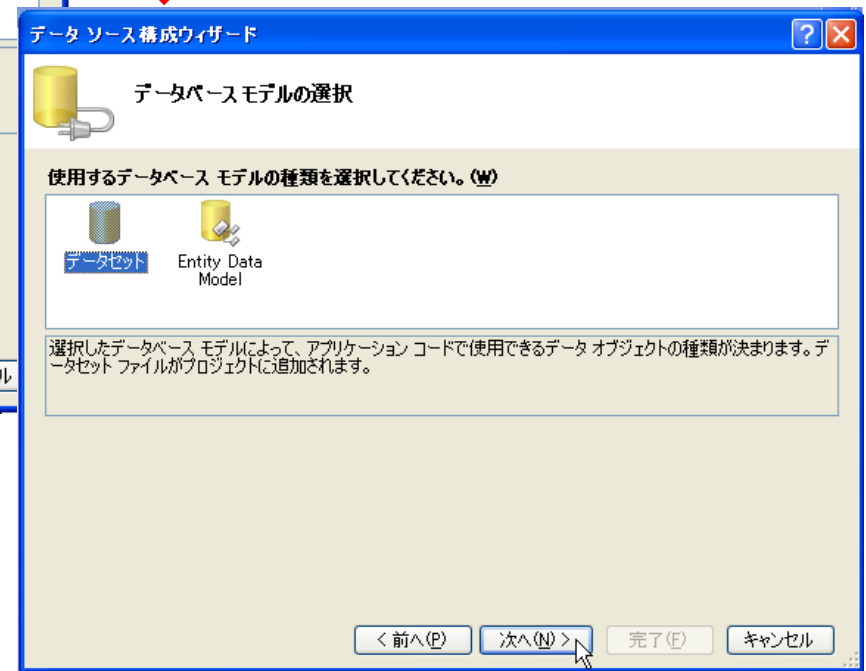 データ ソース構成ウィザード
データベース モデルの選択
使用するデータベース モデルの種類を選択してください。(W)
データセット
Entity Data
Model
選択したデータベース モデルによって、アプリケーション コードで使用できるデータ オブジェクトの種類が決まります。デ
ータセット ファイルがプロジェクトに追加されます。
ル
< 前へ(P)
次へ(N) >
完了(F)
キャンセル